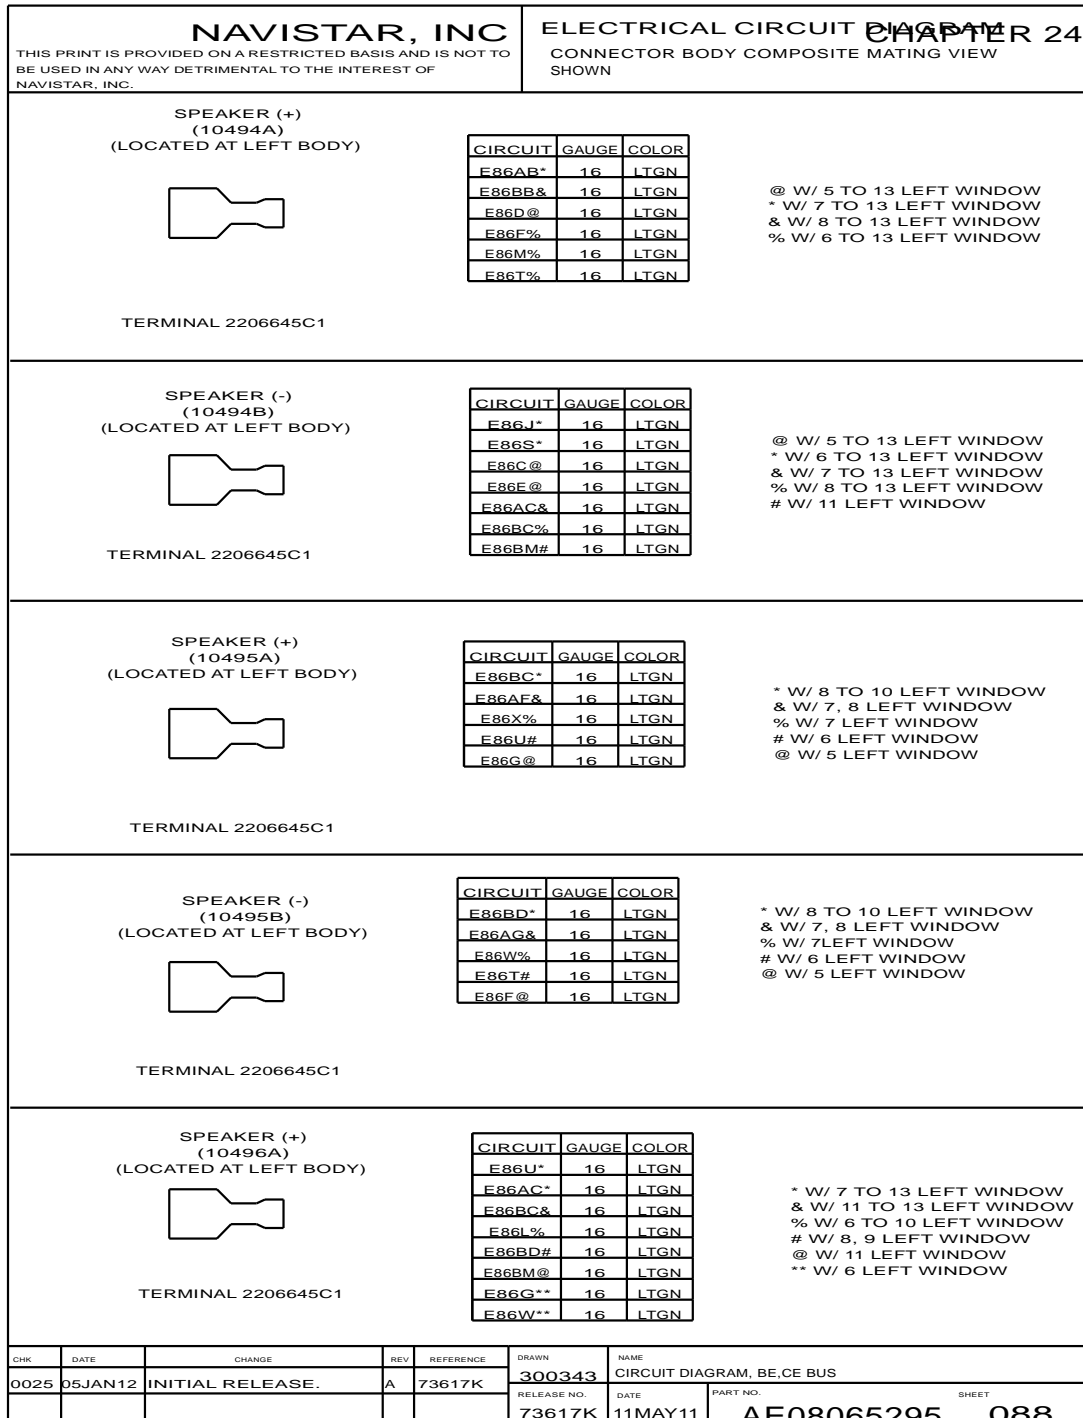 NAVISTAR, INC
THIS PRINT IS PROVIDED ON A RESTRICTED BASIS AND IS NOT TO
BE USED IN ANY WAY DETRIMENTAL TO THE INTEREST OF
NAVISTAR, INC.
ELECTRICAL CIRCUIT DIAGRAM
CHAPTER 24
CONNECTOR BODY COMPOSITE MATING VIEW
SHOWN
SPEAKER (+)
(10494A)
(LOCATED AT LEFT BODY)
TERMINAL 2206645C1
CIRCUIT GAUGE COLOR
E86AB* 16 LTGN
E86BB& 16 LTGN
E86D@ 16 LTGN
E86F% 16 LTGN
E86M% 16 LTGN
E86T% 16 LTGN
@ W/ 5 TO 13 LEFT WINDOW
* W/ 7 TO 13 LEFT WINDOW
& W/ 8 TO 13 LEFT WINDOW
% W/ 6 TO 13 LEFT WINDOW
SPEAKER (-)
(10494B)
(LOCATED AT LEFT BODY)
TERMINAL 2206645C1
CIRCUIT GAUGE COLOR
E86J* 16 LTGN
E86S* 16 LTGN
E86C@ 16 LTGN
E86E@ 16 LTGN
E86AC& 16 LTGN
E86BC% 16 LTGN
E86BM# 16 LTGN
@ W/ 5 TO 13 LEFT WINDOW
* W/ 6 TO 13 LEFT WINDOW
& W/ 7 TO 13 LEFT WINDOW
% W/ 8 TO 13 LEFT WINDOW
# W/ 11 LEFT WINDOW
SPEAKER (+)
(10495A)
(LOCATED AT LEFT BODY)
TERMINAL 2206645C1
CIRCUIT GAUGE COLOR
E86BC* 16 LTGN
E86AF& 16 LTGN
E86X% 16 LTGN
E86U# 16 LTGN
E86G@ 16 LTGN
* W/ 8 TO 10 LEFT WINDOW
& W/ 7, 8 LEFT WINDOW
% W/ 7 LEFT WINDOW
# W/ 6 LEFT WINDOW
@ W/ 5 LEFT WINDOW
SPEAKER (-)
(10495B)
(LOCATED AT LEFT BODY)
TERMINAL 2206645C1
CIRCUIT GAUGE COLOR
E86BD* 16 LTGN
E86AG& 16 LTGN
E86W% 16 LTGN
E86T# 16 LTGN
E86F@ 16 LTGN
* W/ 8 TO 10 LEFT WINDOW
& W/ 7, 8 LEFT WINDOW
% W/ 7LEFT WINDOW
# W/ 6 LEFT WINDOW
@ W/ 5 LEFT WINDOW
SPEAKER (+)
(10496A)
(LOCATED AT LEFT BODY)
TERMINAL 2206645C1
CIRCUIT GAUGE COLOR
E86U* 16 LTGN
E86AC* 16 LTGN
E86BC& 16 LTGN
E86L% 16 LTGN
E86BD# 16 LTGN
E86BM@ 16 LTGN
E86G** 16 LTGN
E86W** 16 LTGN
* W/ 7 TO 13 LEFT WINDOW
& W/ 11 TO 13 LEFT WINDOW
% W/ 6 TO 10 LEFT WINDOW
# W/ 8, 9 LEFT WINDOW
@ W/ 11 LEFT WINDOW
** W/ 6 LEFT WINDOW
CHK DATE CHANGE REV REFERENCE
0025 05JAN12 INITIAL RELEASE. A 73617K
DRAWN
300343
NAME
CIRCUIT DIAGRAM, BE,CE BUS
RELEASE NO.
73617K
DATE
11MAY11
PART NO.
AE08065295
SHEET
088